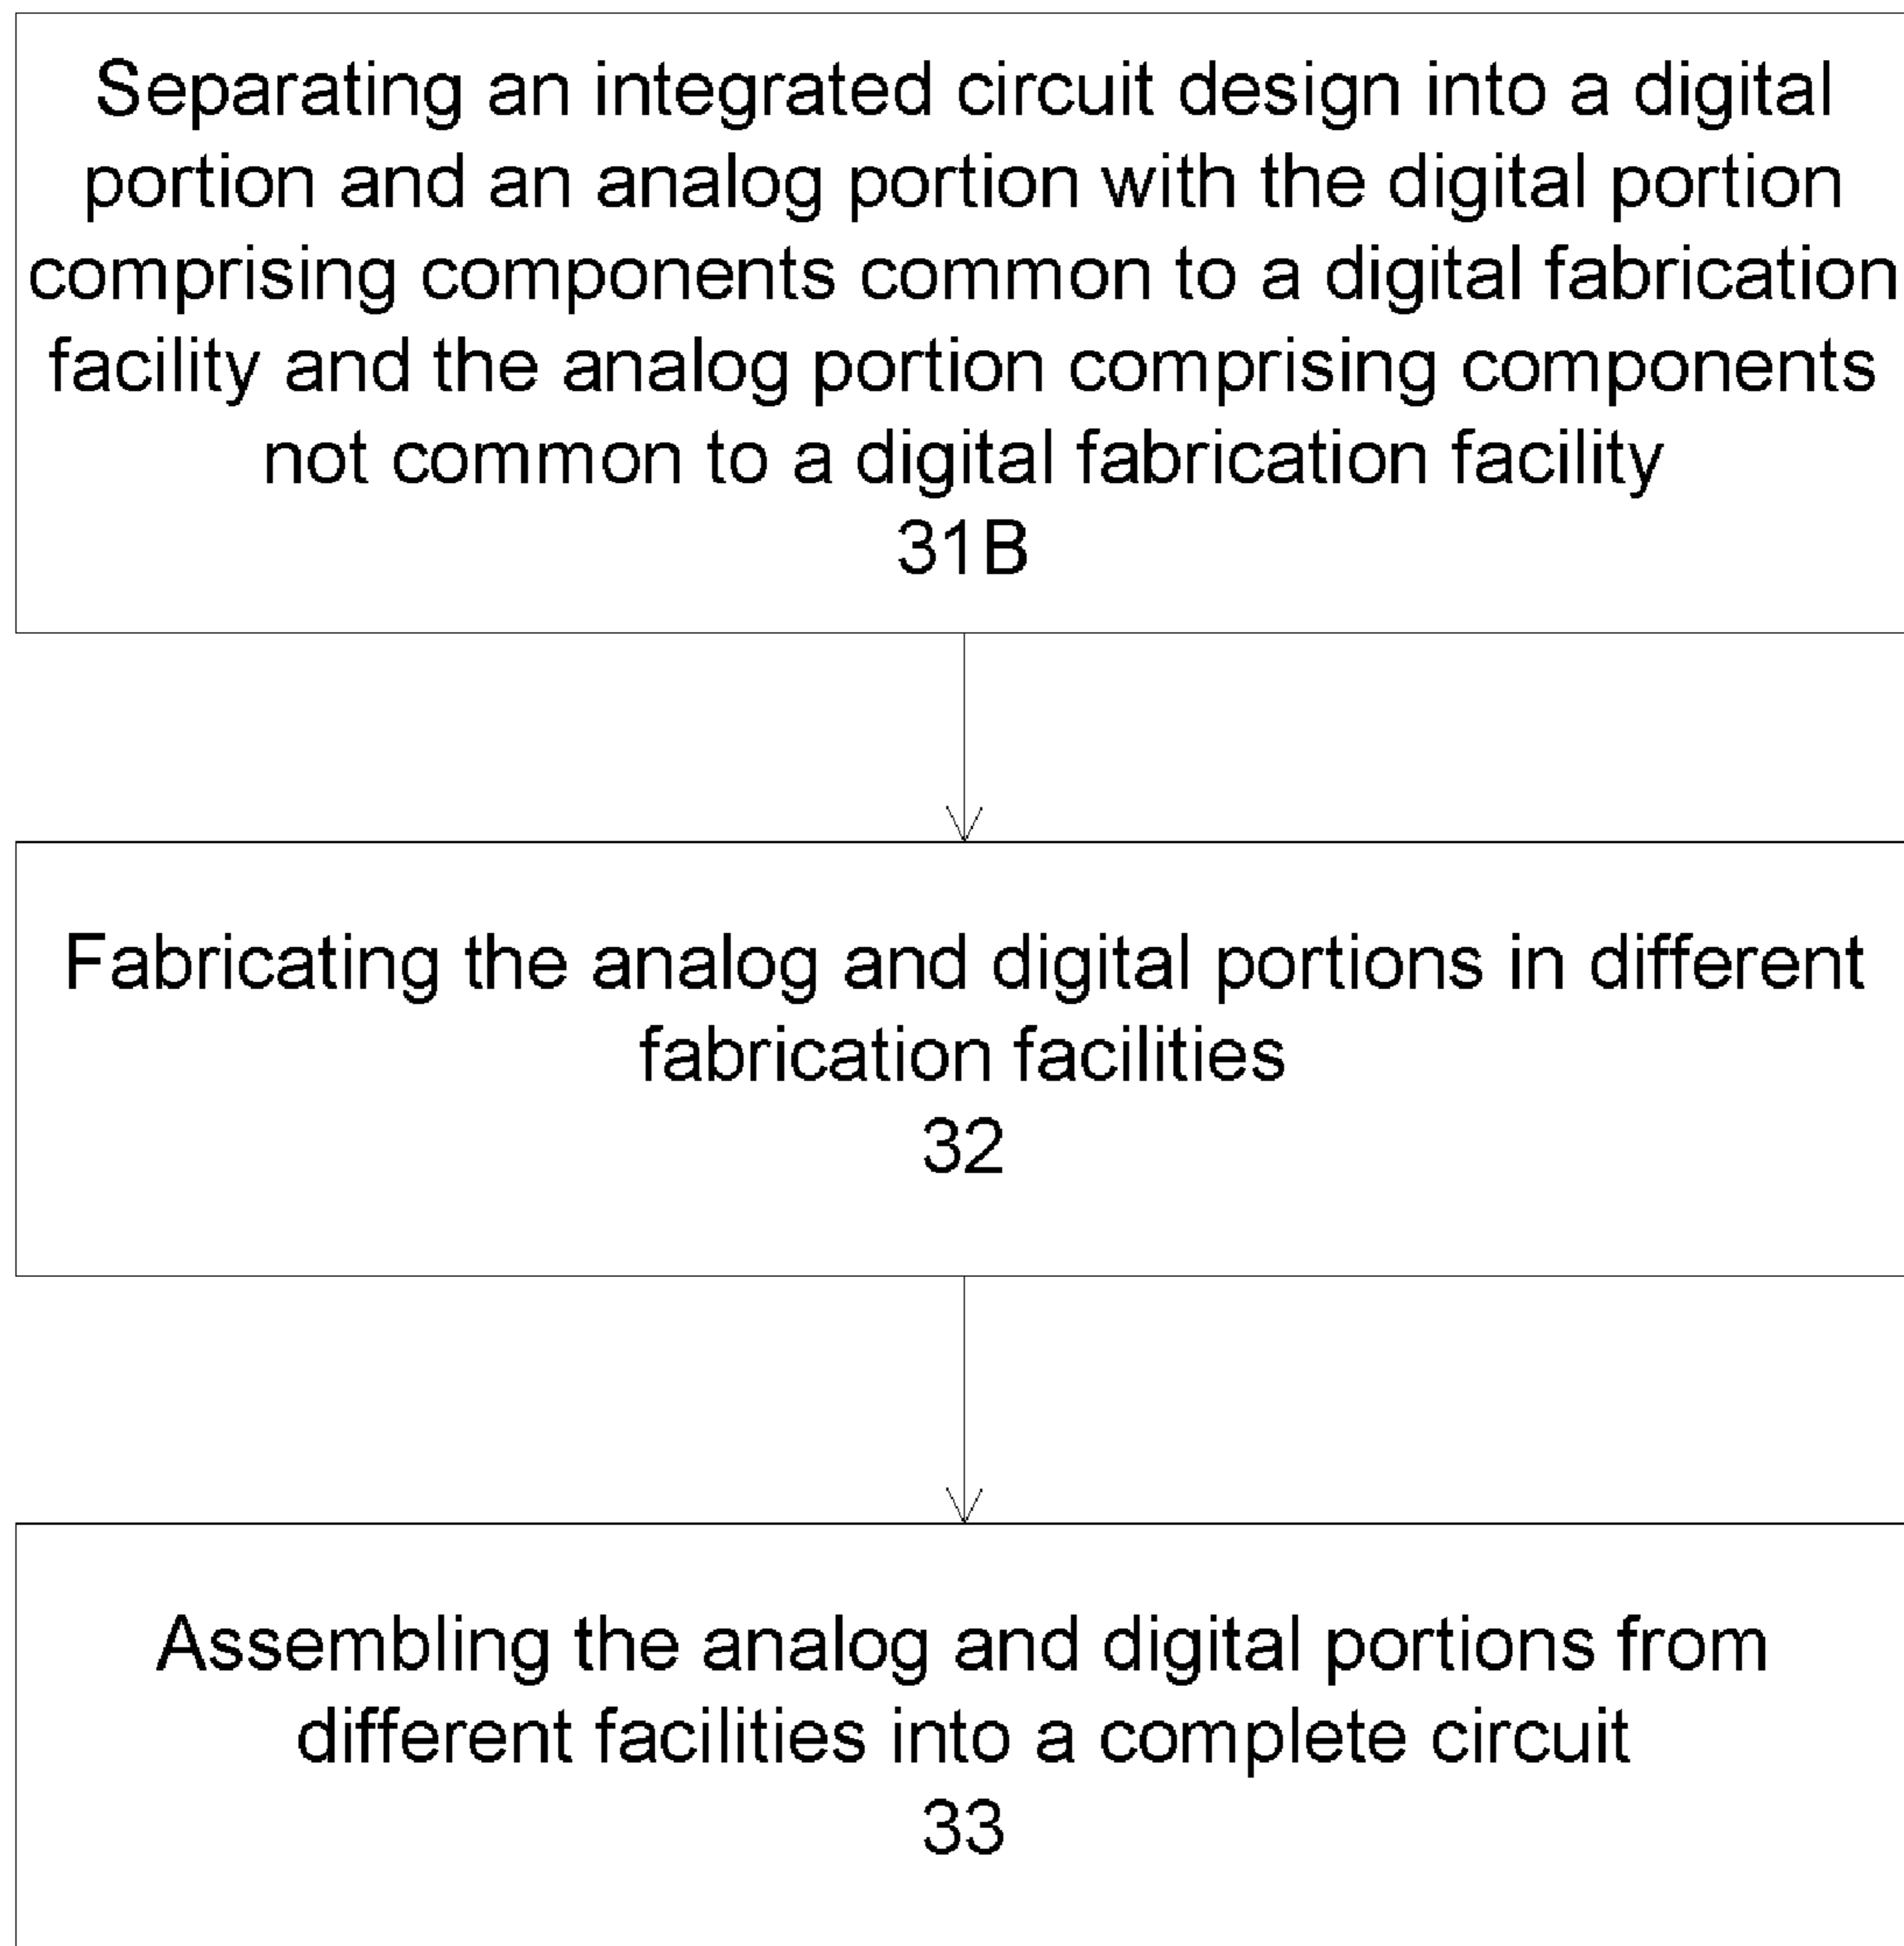 Separating an integrated circuit design into a digital
portion and an analog portion with the digital portion
comprising components common to a digital fabrication
facility and the analog portion comprising components
not common to a digital fabrication facility
31B
Fabricating the analog and digital portions in different
fabrication facilities
32
Assembling the analog and digital portions from
different facilities into a complete circuit
33